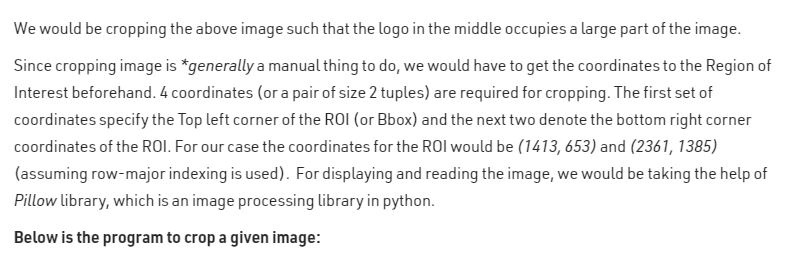 We would be cropping the above image such that the logo in the middle occupies a large part of the image.
Since cropping image is *generally a manual thing to do, we would have to get the coordinates to the Region of
Interest beforehand. 4 coordinates (or a pair of size 2 tuples) are required for cropping. The first set of
coordinates specify the Top left corner of the ROI (or Bbox) and the next two denote the bottom right corner
coordinates of the ROI. For our case the coordinates for the ROI would be (1413, 653) and (2361, 1385)
(assuming row-major indexing is used). For displaying and reading the image, we would be taking the help of
Pillow library, which is an image processing library in python.
Below is the program to crop a given image: